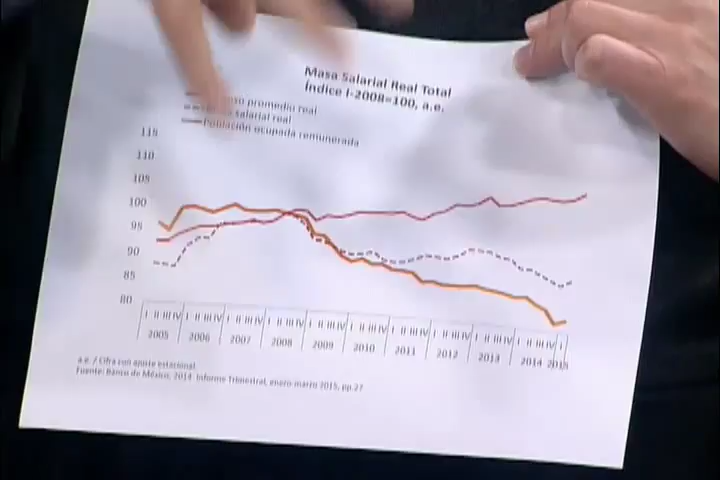 Masa Salarial Real Total
Índice I-2008=100, a.e.
promedio real
salarial real
Población ocupada remunerada
115
110
105
100
95
90
85
80
I II III IV I II III IV I II III IV I II III IV I II III IV I II III IV I II III IV I II III IV I II III IV I II III IV I
2005 2006 2007 2008 2009 2010 2011 2012 2013 2014 2015
a.e. / Cifra con ajuste estacional
Fuente: Banco de México, 2014 Informe Trimestral, enero marzo 2015, pp.27